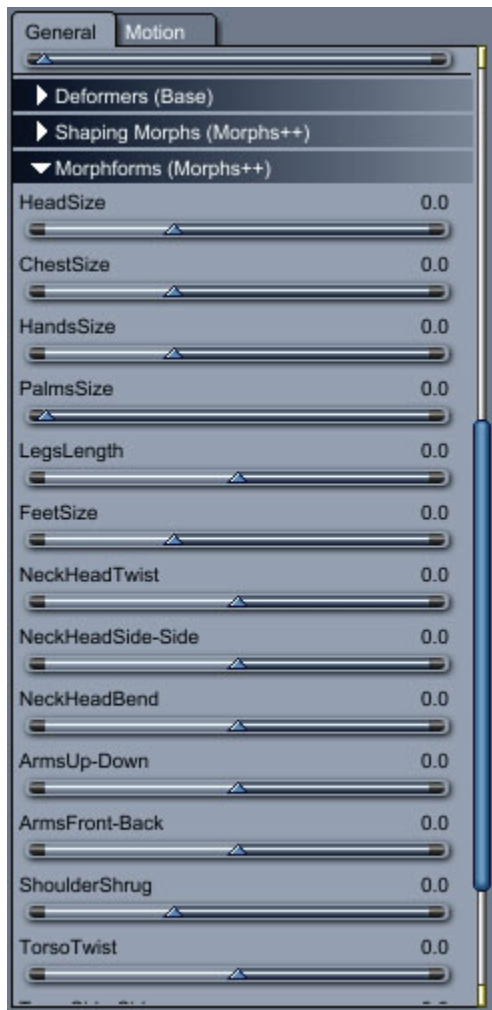 General Motion
Deformers (Base)
Shaping Morphs (Morphs++)
Morphforms (Morphs++)
HeadSize 0.0
ChestSize 0.0
HandsSize 0.0
PalmsSize 0.0
LegsLength 0.0
FeetSize 0.0
NeckHeadTwist 0.0
NeckHeadSide-Side 0.0
NeckHeadBend 0.0
ArmsUp-Down 0.0
ArmsFront-Back 0.0
ShoulderShrug 0.0
TorsoTwist 0.0